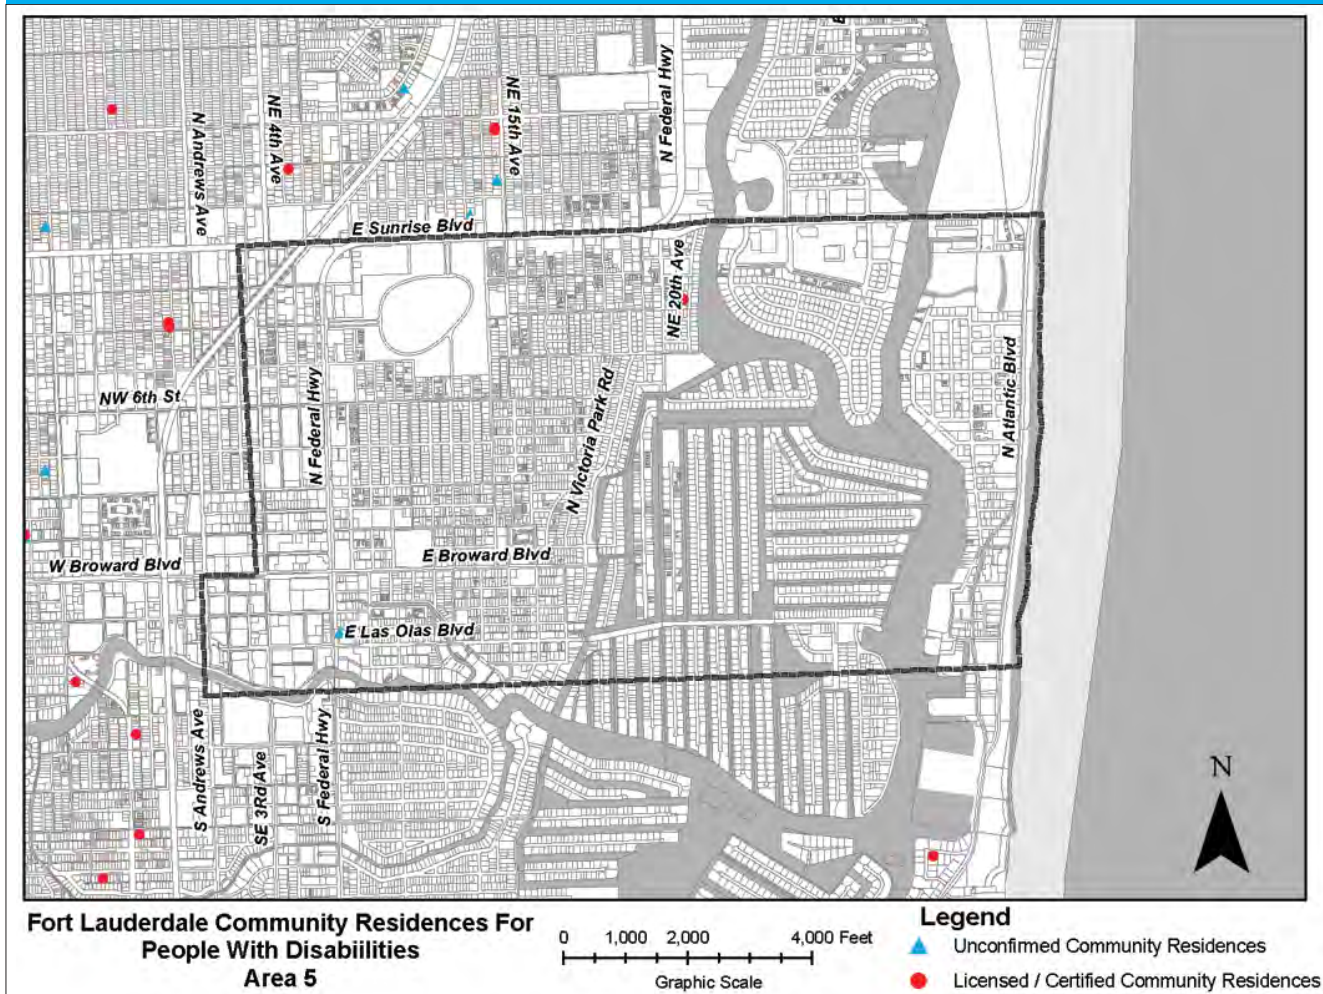 N Andrews Ave
NE 4th Ave
NE 15th Ave
N Federal Hwy
E Sunrise Blvd
NE 20th Ave
NW 6th St
N Federal Hwy
N Victoria Park Rd
N Atlantic Blvd
W Broward Blvd
E Broward Blvd
E Las Olas Blvd
S Andrews Ave
SE 3Rd Ave
S Federal Hwy
N
Fort Lauderdale Community Residences For
People With Disabiilities
Area 5
0 1,000 2,000 4,000 Feet
Graphic Scale
Legend
Unconfirmed Community Residences
Licensed / Certified Community Residences